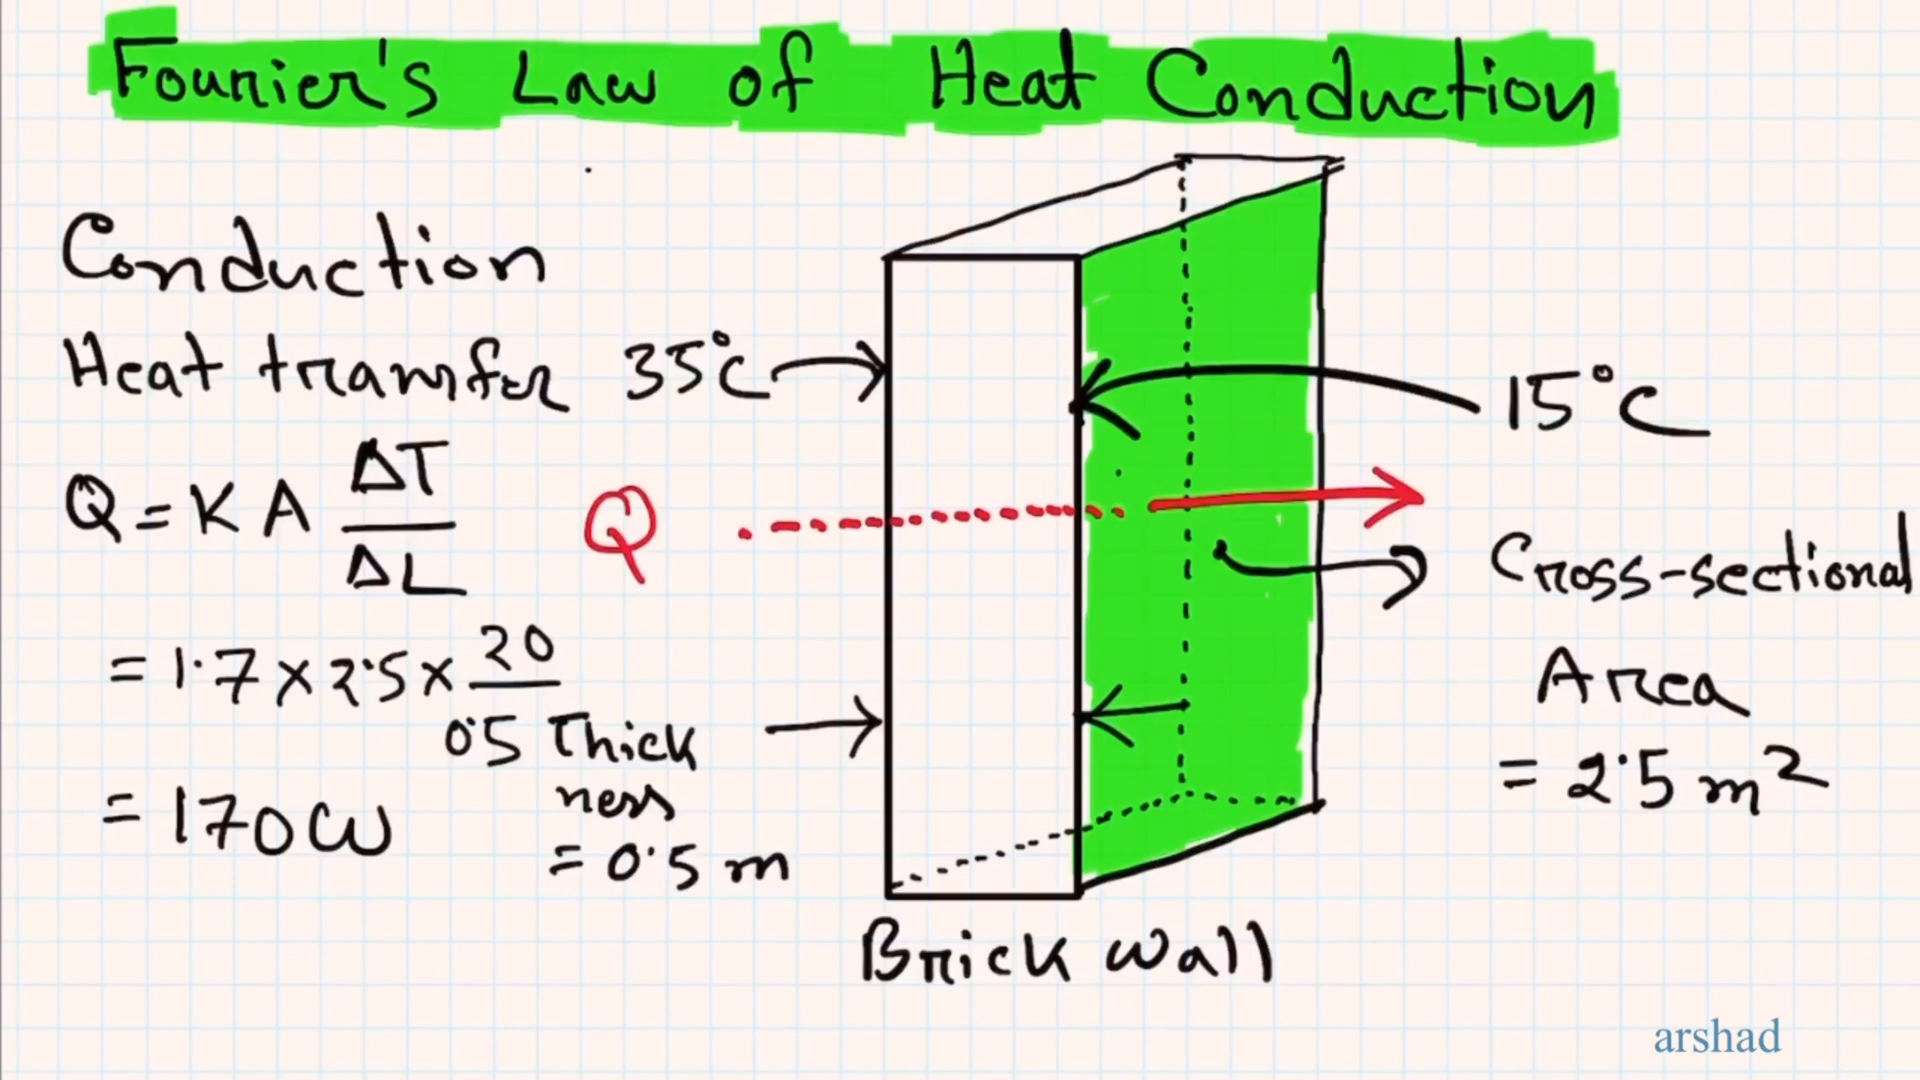 Fourier's Law of Heat Conduction
Conduction
Heat transfer 35°C
15°C
Q = K A ΔT/ΔL
Q
Cross-sectional
Area
= 2.5 m²
= 1.7 × 2.5 × 20/0.5
= 170 W
Thick
ness
= 0.5 m
Brick wall
arshad